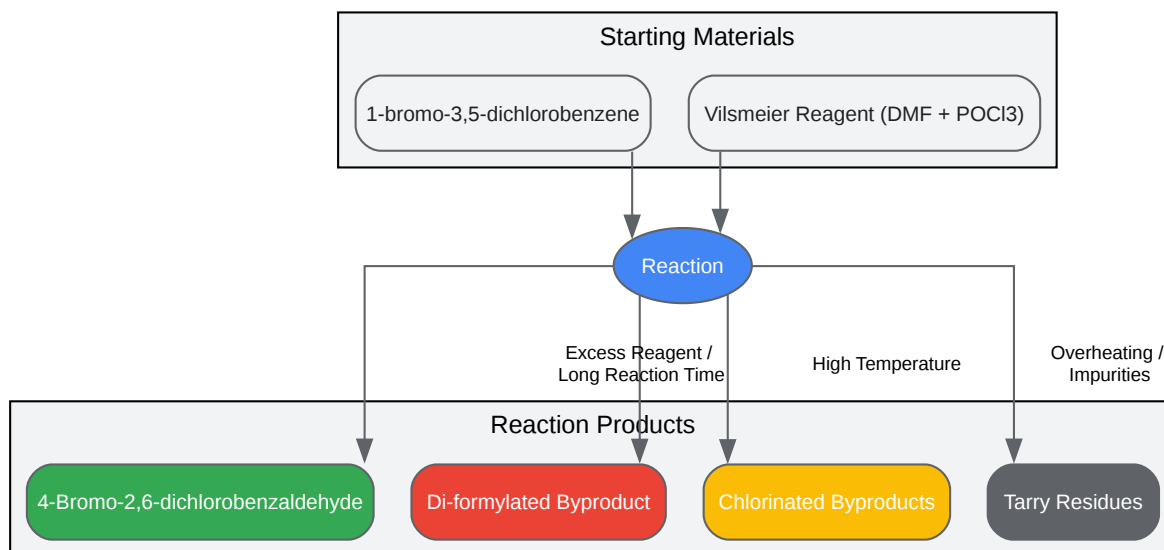 Starting Materials
1-bromo-3,5-dichlorobenzene
Vilsmeier Reagent (DMF + POCl3)
Reaction
Excess Reagent /
Long Reaction Time
High Temperature
Overheating /
Impurities
Reaction Products
4-Bromo-2,6-dichlorobenzaldehyde
Di-formylated Byproduct
Chlorinated Byproducts
Tarry Residues